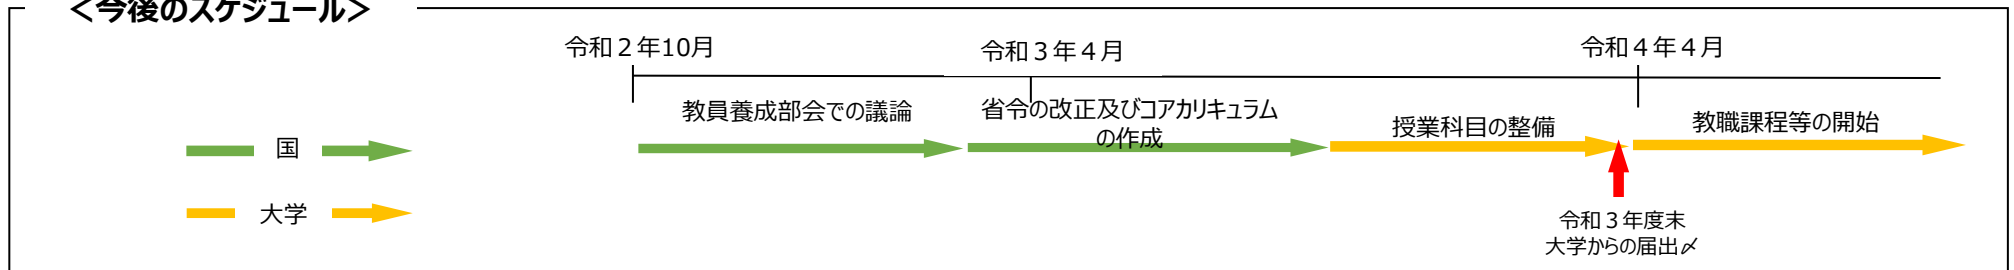 ＜今後のスケジュール＞
令和２年10月
令和３年４月
令和４年４月
教員養成部会での議論
省令の改正及びコアカリキュラム
の作成
授業科目の整備
教職課程等の開始
国
大学
令和３年度末
大学からの届出〆